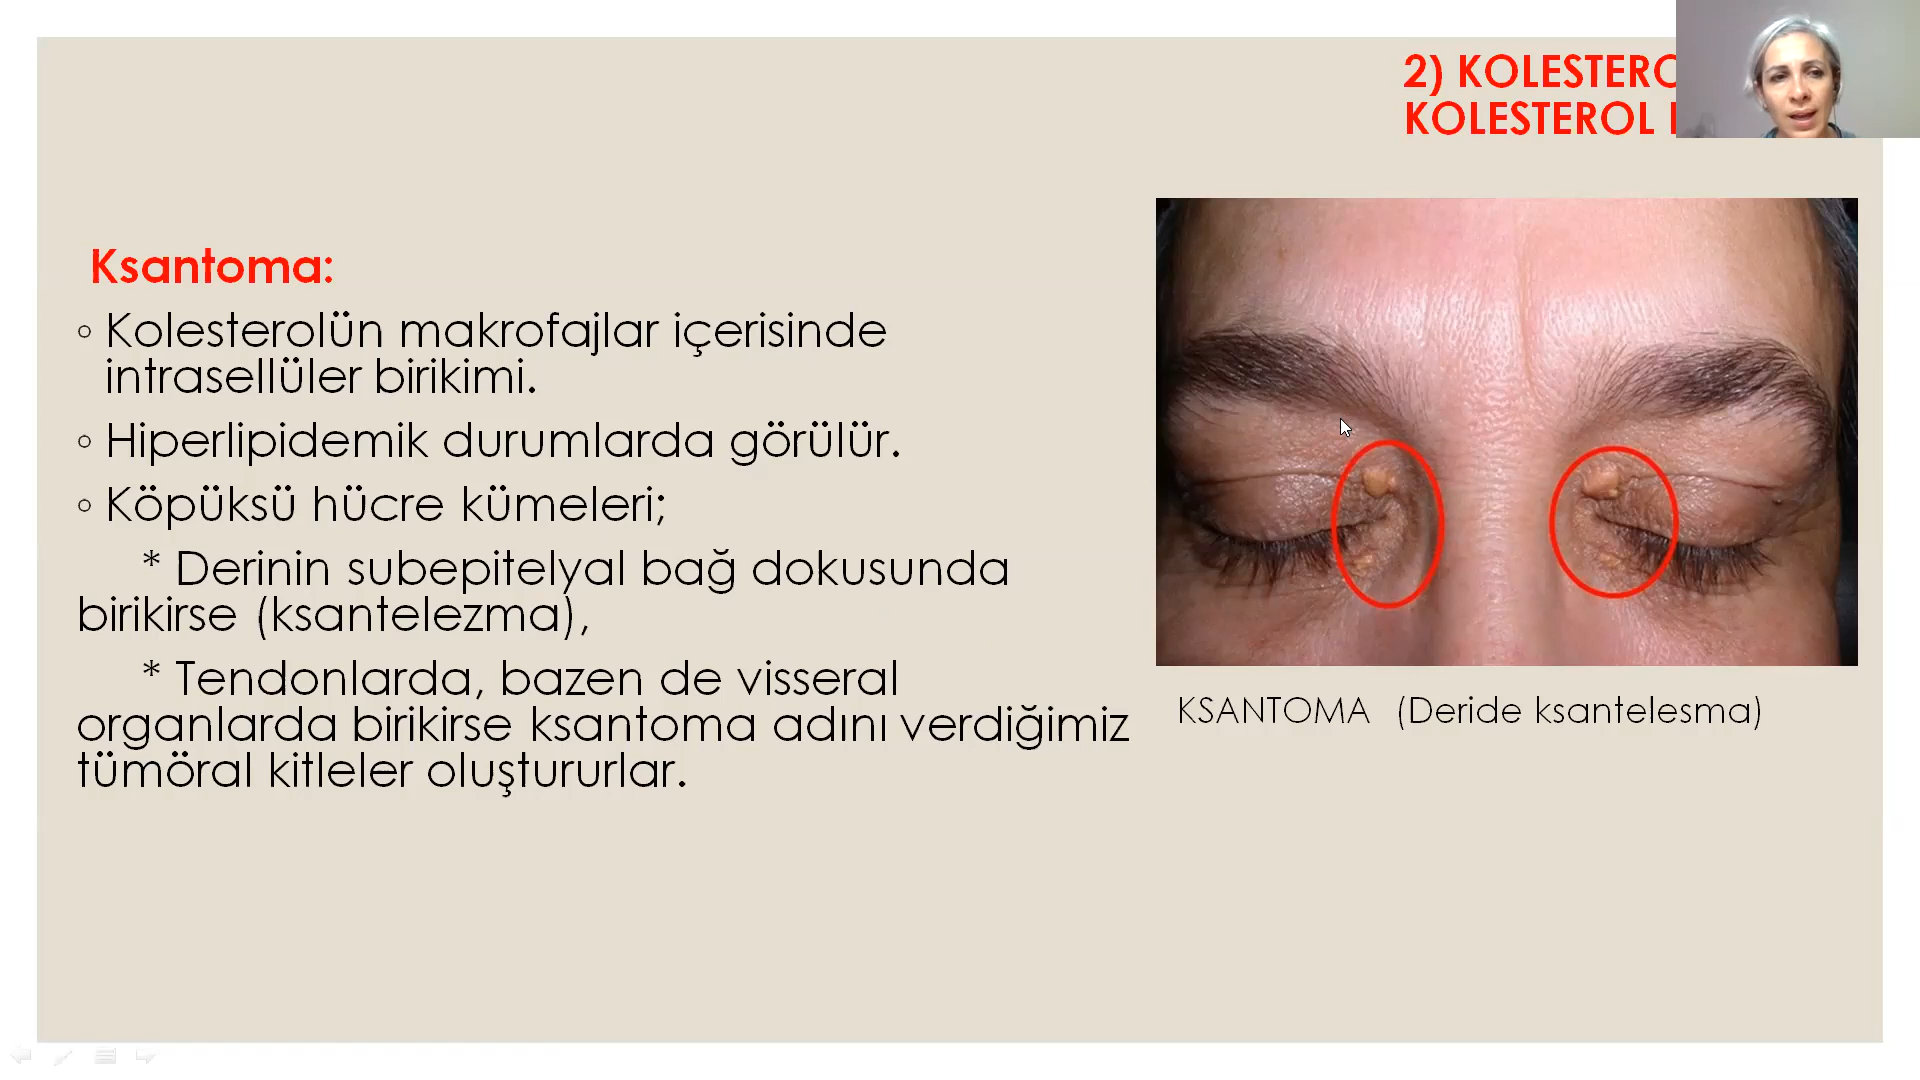 2) KOLESTERO
KOLESTEROL
Ksantoma:
◦ Kolesterolün makrofajlar içerisinde
intrasellüler birikimi.
◦ Hiperlipidemik durumlarda görülür.
◦ Köpüksü hücre kümeleri;
* Derinin subepitelyal bağ dokusunda
birikirse (ksantelezma),
* Tendonlarda, bazen de visseral
organlarda birikirse ksantoma adını verdiğimiz
tümöral kitleler oluştururlar.
KSANTOMA (Deride ksantelesma)